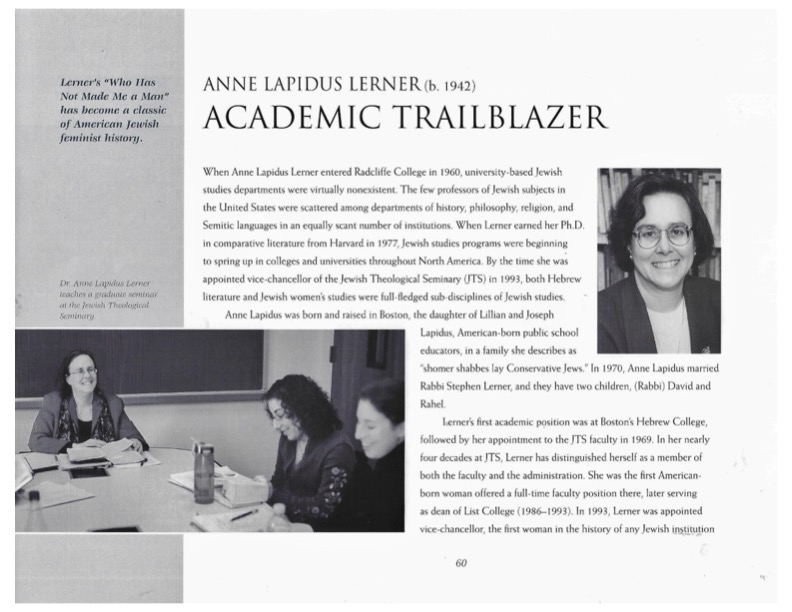 Lerner's "Who Has
Not Made Me a Man"
has become a classic
of American Jewish
feminist history.
ANNE LAPIDUS LERNER (b. 1942)
ACADEMIC TRAILBLAZER
When Anne Lapidus Lerner entered Radcliffe College in 1960, university-based Jewish
studies departments were virtually nonexistent. The few professors of Jewish subjects in
the United States were scattered among departments of history, philosophy, religion, and
Semitic languages in an equally scant number of institutions. When Lerner earned her Ph.D.
in comparative literature from Harvard in 1977, Jewish studies programs were beginning
to spring up in colleges and universities throughout North America. By the time she was
appointed vice-chancellor of the Jewish Theological Seminary (JTS) in 1993, both Hebrew
literature and Jewish women's studies were full-fledged sub-disciplines of Jewish studies.
Anne Lapidus was born and raised in Boston, the daughter of Lillian and Joseph
Lapidus, American-born public school
educators, in a family she describes as
"shomer shabbes lay Conservative Jews." In 1970, Anne Lapidus married
Rabbi Stephen Lerner, and they have two children, (Rabbi) David and
Rahel.
Lerner's first academic position was at Boston's Hebrew College,
followed by her appointment to the JTS faculty in 1969. In her nearly
four decades at JTS, Lerner has distinguished herself as a member of
both the faculty and the administration. She was the first American-
born woman offered a full-time faculty position there, later serving
as dean of List College (1986–1993). In 1993, Lerner was appointed
vice-chancellor, the first woman in the history of any Jewish institution
Dr. Anne Lapidus Lerner
teaches a graduate seminar
at the Jewish Theological
Seminary.
60